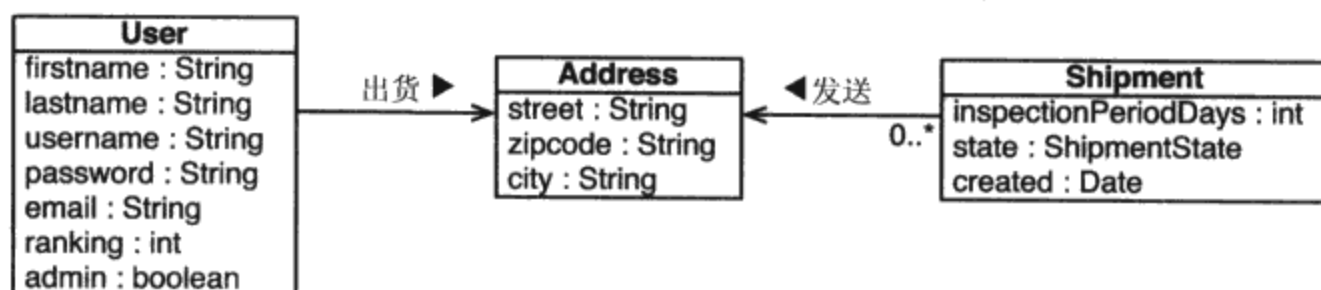 User
firstname : String
lastname : String
username : String
password : String
email : String
ranking : int
admin : boolean
出货 ▶
Address
street : String
zipcode : String
city : String
◀ 发送
0..*
Shipment
inspectionPeriodDays : int
state : ShipmentState
created : Date